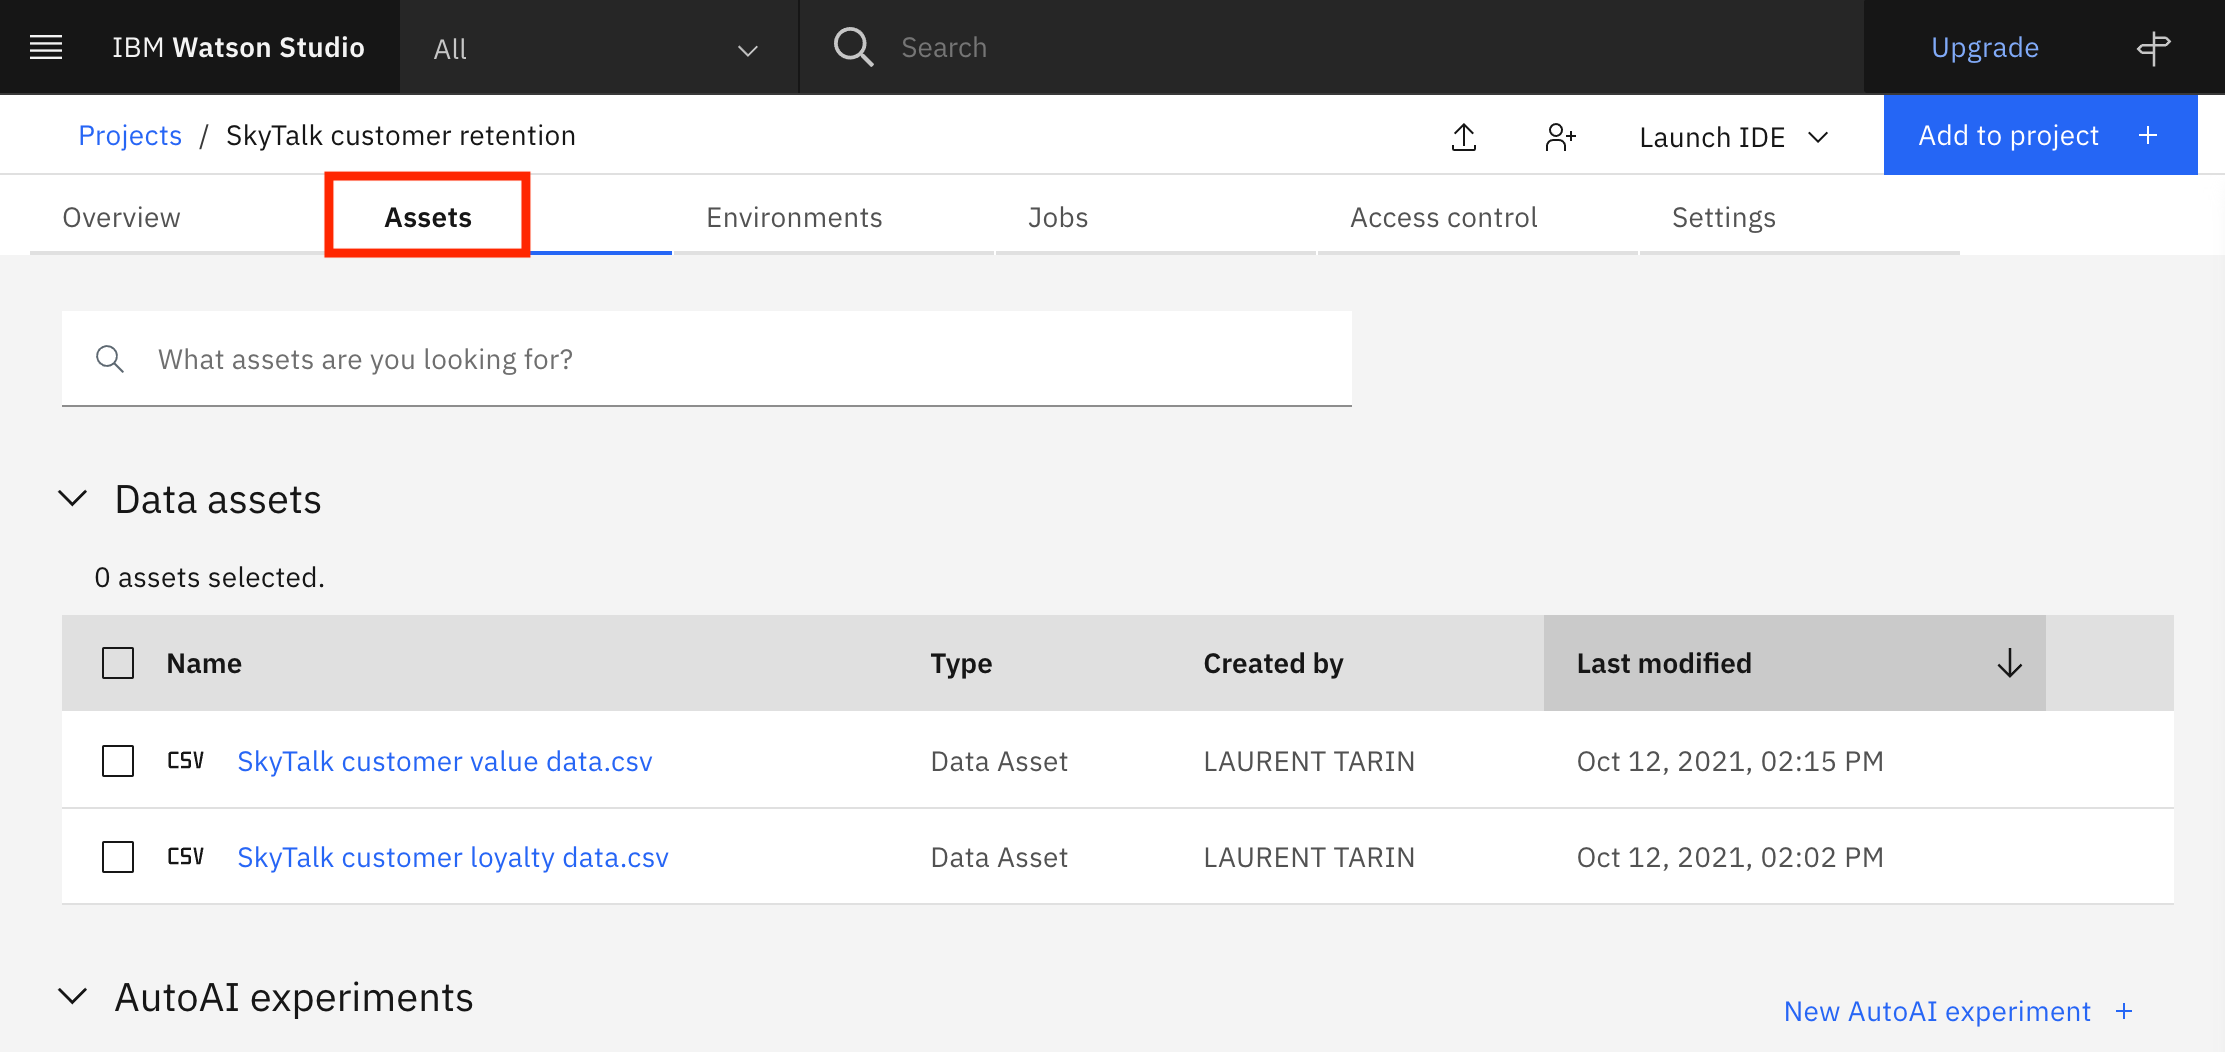 IBM Watson Studio
All
Search
Upgrade
Projects / SkyTalk customer retention
Launch IDE
Add to project +
Overview
Assets
Environments
Jobs
Access control
Settings
What assets are you looking for?
Data assets
0 assets selected.
Name Type Created by Last modified
CSV SkyTalk customer value data.csv Data Asset LAURENT TARIN Oct 12, 2021, 02:15 PM
CSV SkyTalk customer loyalty data.csv Data Asset LAURENT TARIN Oct 12, 2021, 02:02 PM
AutoAI experiments
New AutoAI experiment +